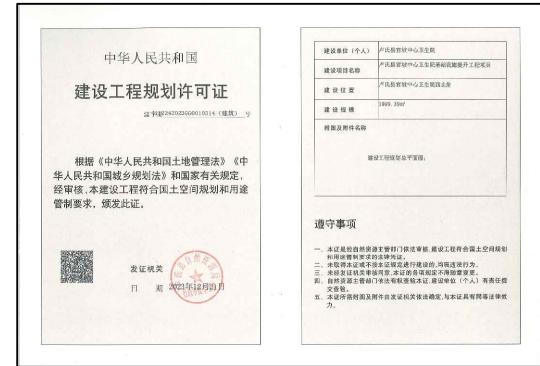 中华人民共和国
建设工程规划许可证
根据《中华人民共和国土地管理法》《中
华人民共和国城乡规划法》和国家有关规定,
经审核,本建设工程符合国土空间规划和用途
管制要求,颁发此证。
发证机关
日 期 2023年12月21日
建设单位(个人) 卢氏县官坡中心卫生院
建设项目名称 卢氏县官坡中心卫生院基础设施提升工程项目
建设位置 卢氏县官坡中心卫生院
建设规模
附图及附件名称
建设工程规划总平面图;
遵守事项
一、本证是经自然资源主管部门依法审核,建设工程符合国土空间规划
和用途管制要求的法律凭证。
二、未取得本证或不按本证规定进行建设的,均属违法行为。
三、未经发证机关审核同意,本证的各项规定不得随意变更。
四、自然资源主管部门依法有权查验本证,建设单位(个人)有责任提
交查验。
五、本证所需附图及附件由发证机关依法确定,与本证具有同等法律效
力。